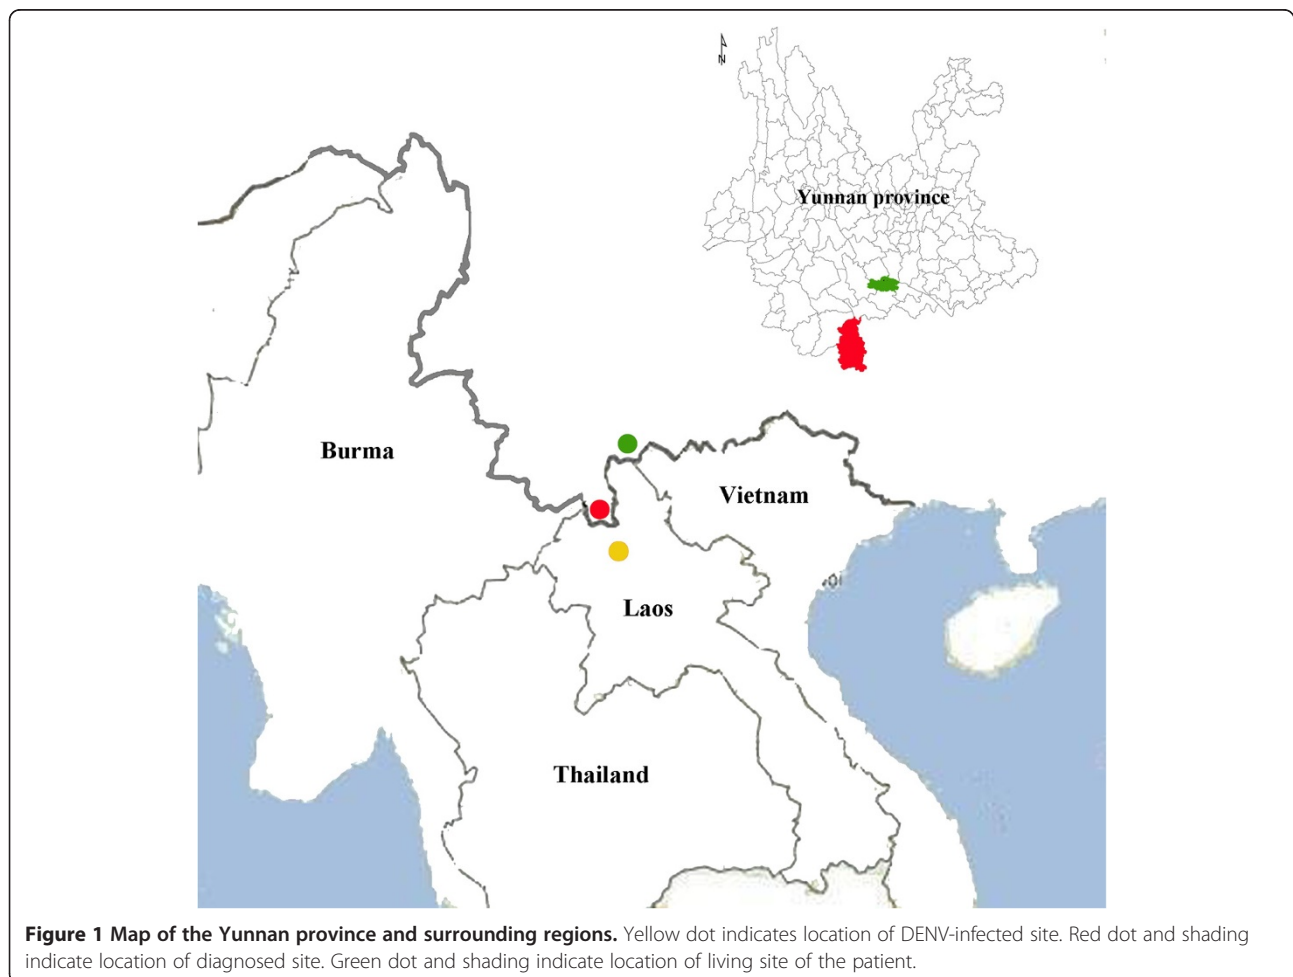 Yunnan province
Burma
Vietnam
Laos
Thailand
Figure 1 Map of the Yunnan province and surrounding regions. Yellow dot indicates location of DENV-infected site. Red dot and shading
indicate location of diagnosed site. Green dot and shading indicate location of living site of the patient.